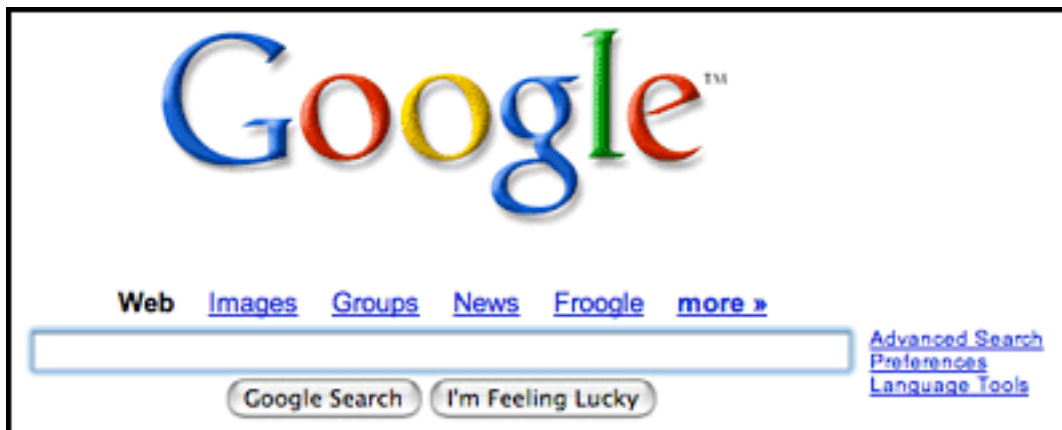 Google™
Web Images Groups News Froogle more »
Advanced Search
Preferences
Language Tools
Google Search I'm Feeling Lucky